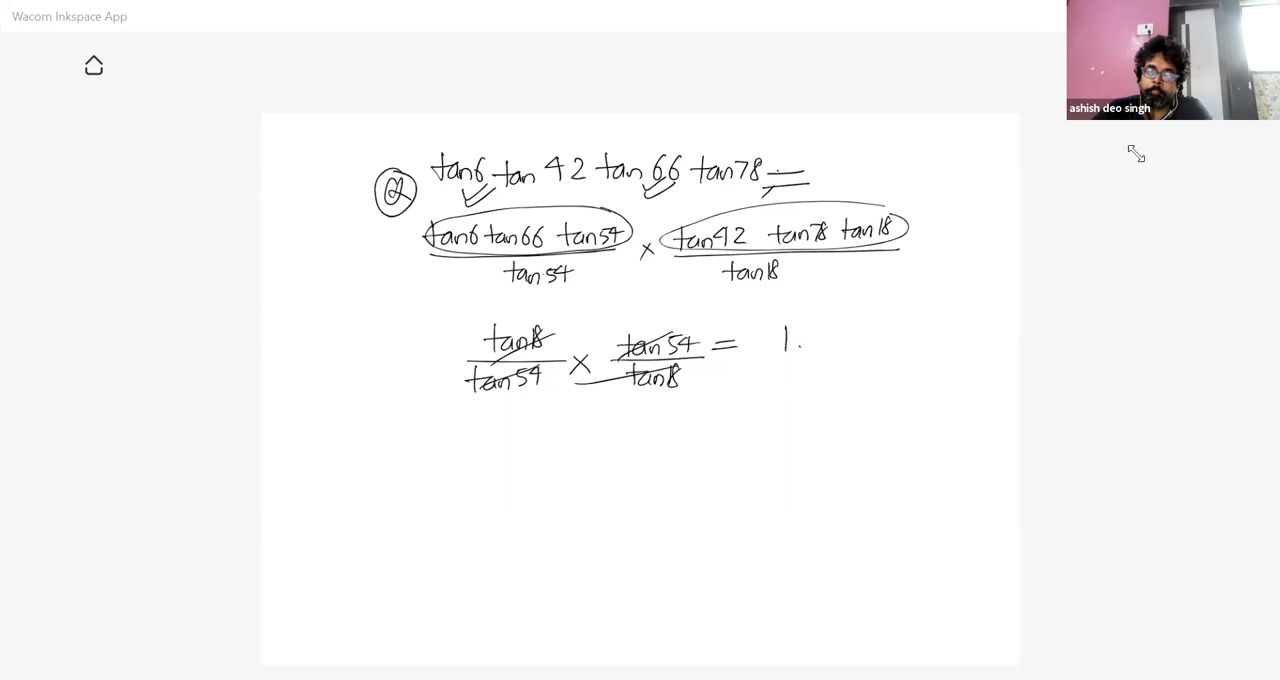 Wacom Inkspace App
ashish deo singh
Q tan6 tan 42 tan 66 tan78 =
tan6 tan66 tan54 × tan42 tan78 tan18
tan54 tan18
tan18 × tan54 = 1.
tan54 tan18